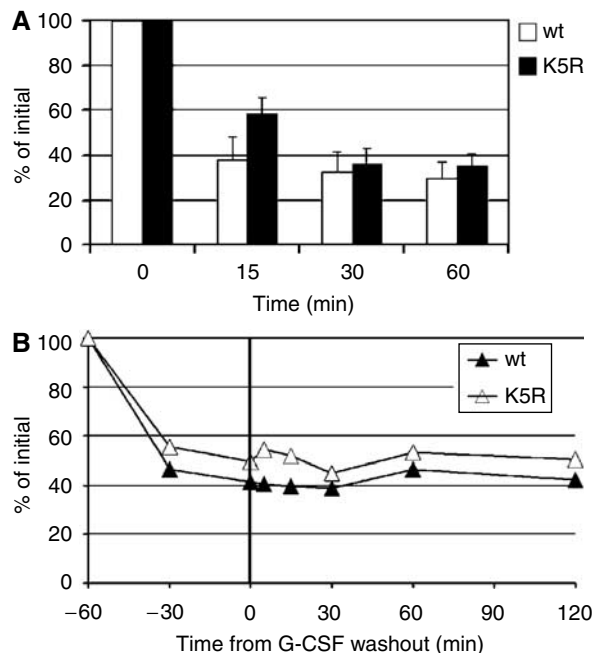 A
wt
K5R
100
80
60
40
20
0
% of initial
0 15 30 60
Time (min)
B
wt
K5R
100
80
60
40
20
0
% of initial
−60 −30 0 30 60 90 120
Time from G-CSF washout (min)